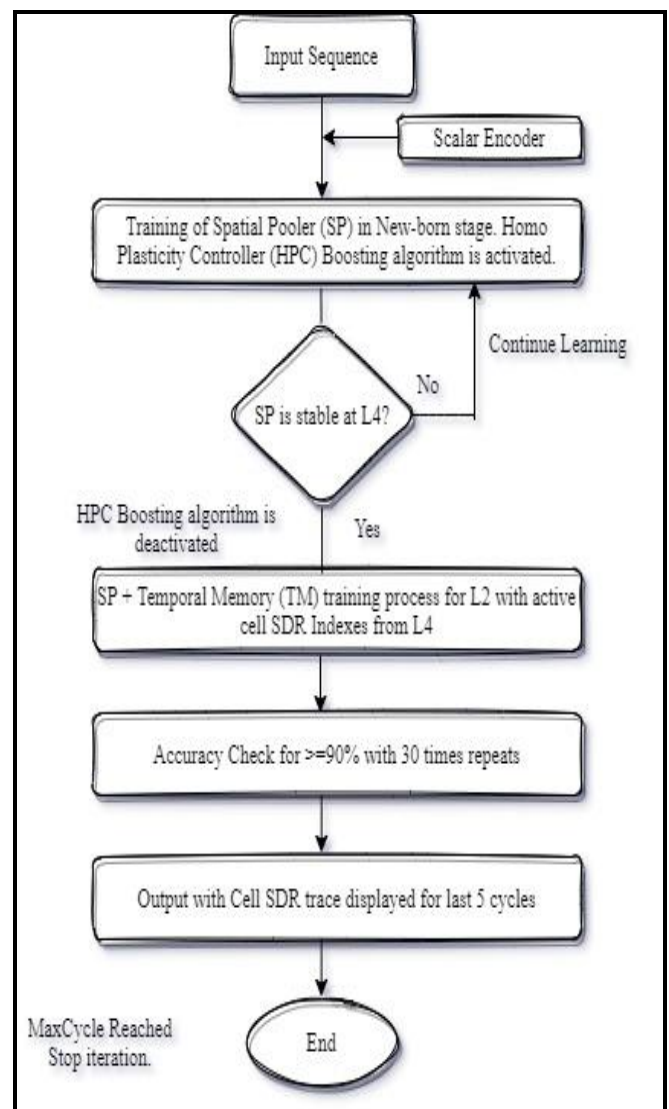 Input Sequence
Scalar Encoder
Training of Spatial Pooler (SP) in New-born stage. Homo
Plasticity Controller (HPC) Boosting algorithm is activated.
Continue Learning
No
SP is stable at L4?
HPC Boosting algorithm is
deactivated
Yes
SP + Temporal Memory (TM) training process for L2 with active
cell SDR Indexes from L4
Accuracy Check for >=90% with 30 times repeats
Output with Cell SDR trace displayed for last 5 cycles
MaxCycle Reached
Stop iteration.
End